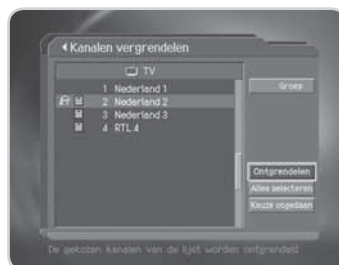 Kanalen vergrendelen
TV
1 Nederland 1
2 Nederland 2
3 Nederland 3
4 RTL 4
Groep
Ontgrendelen
Alles selecteren
Keuze ongedaan
De gekozen kanalen van de lijst worden ontgrendeld